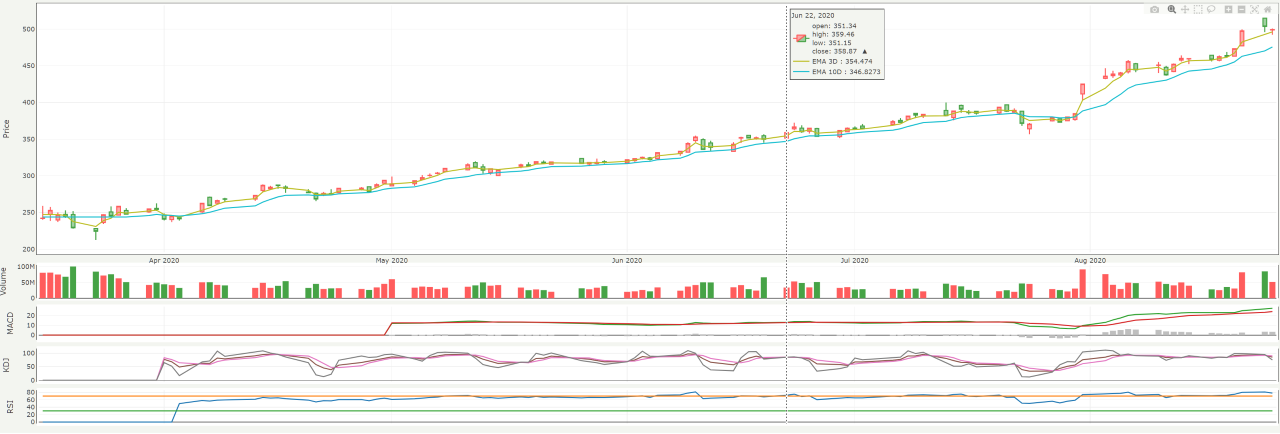 Jun 22, 2020
open: 351.34
high: 359.46
low: 351.15
close: 358.87 ▲
EMA 3D : 354.474
EMA 10D : 346.8273
Price
500
450
400
350
300
250
200
Apr 2020 May 2020 Jun 2020 Jul 2020 Aug 2020
Volume
100M
50M
0
MACD
20
10
0
KDJ
100
50
0
RSI
80
60
40
20
0